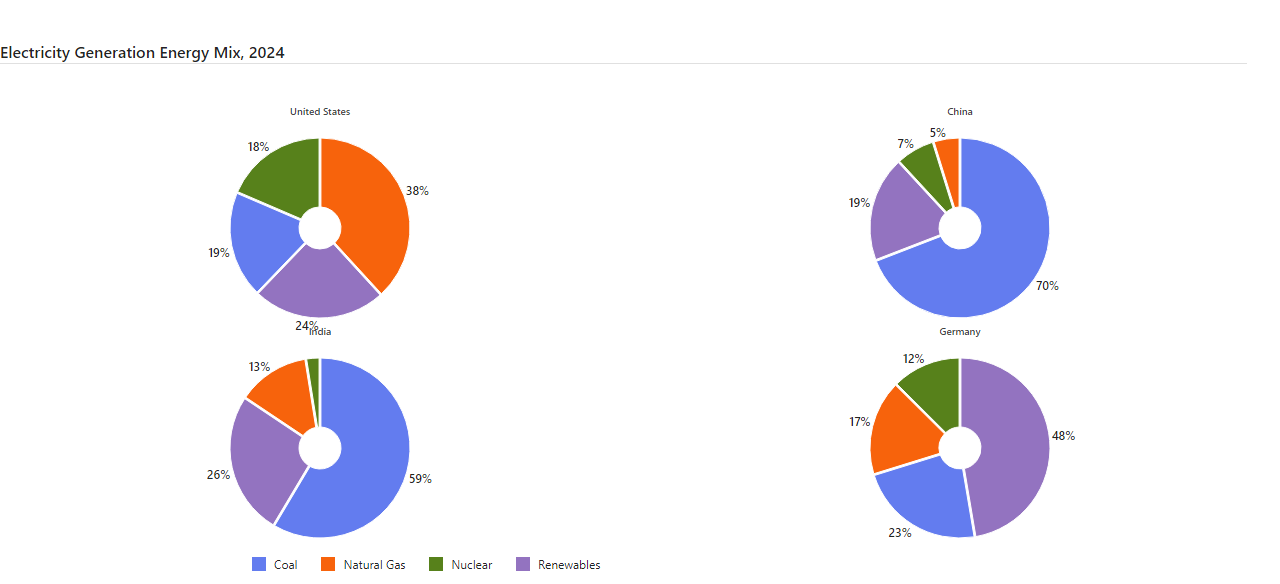 Electricity Generation Energy Mix, 2024
United States
18%
38%
19%
24%
China
5%
7%
19%
70%
India
13%
26%
59%
Germany
12%
17%
48%
23%
Coal
Natural Gas
Nuclear
Renewables